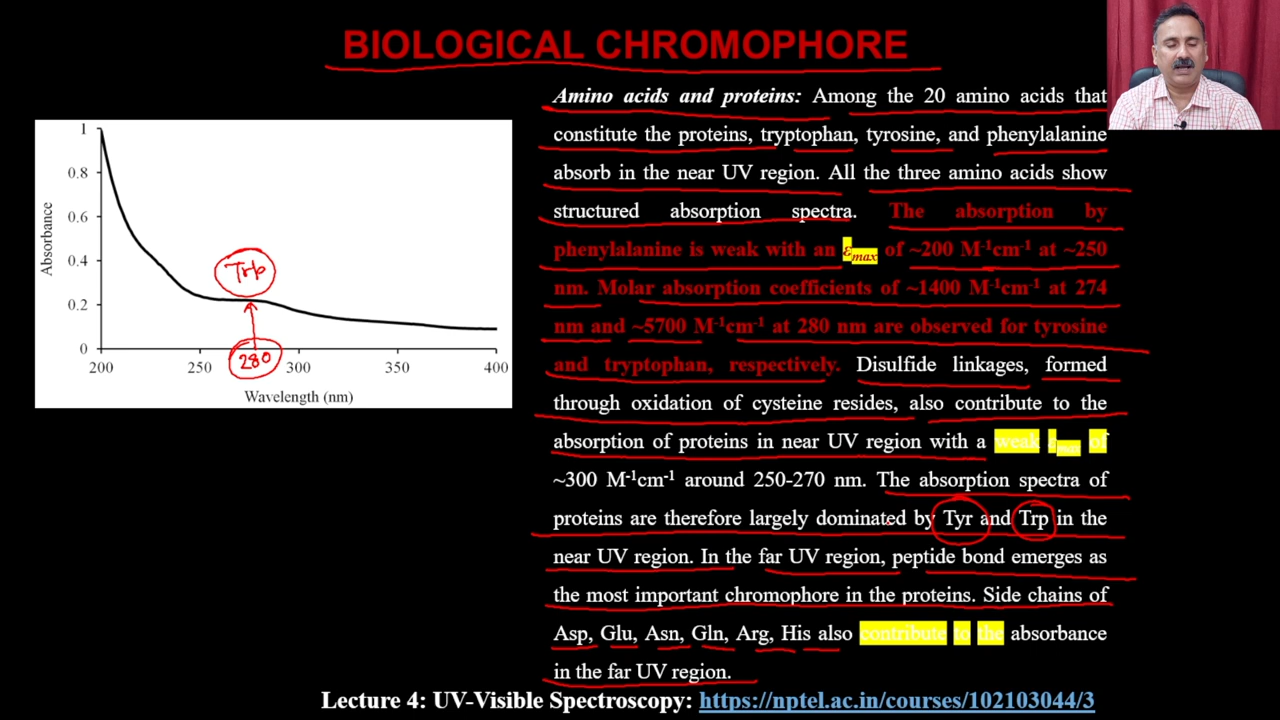 BIOLOGICAL CHROMOPHORE
Amino acids and proteins: Among the 20 amino acids that
constitute the proteins, tryptophan, tyrosine, and phenylalanine
absorb in the near UV region. All the three amino acids show
structured absorption spectra. The absorption by
phenylalanine is weak with an εmax of ~200 M-1cm-1 at ~250
nm. Molar absorption coefficients of ~1400 M-1cm-1 at 274
nm and ~5700 M-1cm-1 at 280 nm are observed for tyrosine
and tryptophan, respectively. Disulfide linkages, formed
through oxidation of cysteine resides, also contribute to the
absorption of proteins in near UV region with a weak εmax of
~300 M-1cm-1 around 250-270 nm. The absorption spectra of
proteins are therefore largely dominated by Tyr and Trp in the
near UV region. In the far UV region, peptide bond emerges as
the most important chromophore in the proteins. Side chains of
Asp, Glu, Asn, Gln, Arg, His also contribute to the absorbance
in the far UV region.
1
0.8
0.6
0.4
0.2
0
Absorbance
Trp
280
200 250 300 350 400
Wavelength (nm)
Lecture 4: UV-Visible Spectroscopy: https://nptel.ac.in/courses/102103044/3